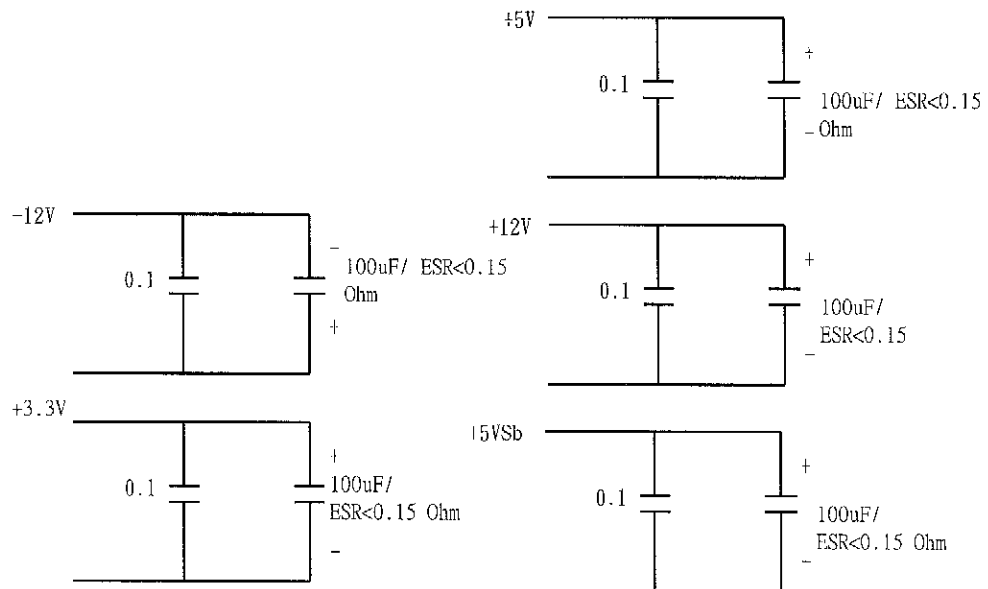 +5V
+
0.1
100uF/ ESR<0.15
- Ohm
-12V
-
100uF/ ESR<0.15
0.1
Ohm
+
+12V
+
0.1
100uF/
ESR<0.15
-
+3.3V
+
0.1
100uF/
ESR<0.15 Ohm
-
+5VSb
+
0.1
100uF/
ESR<0.15 Ohm
-